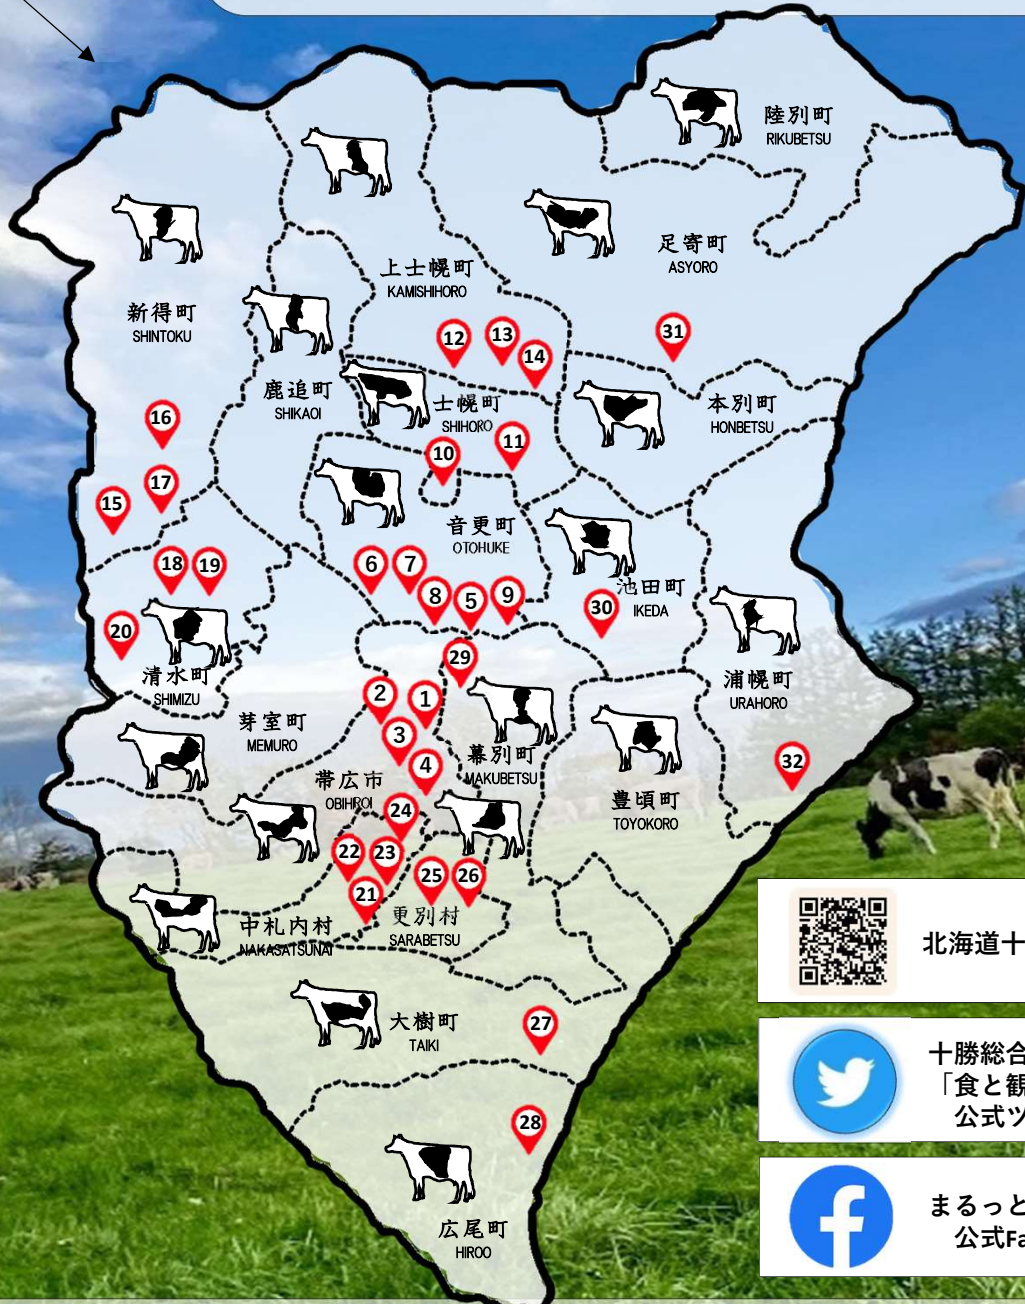 陸別町
RIKUBETSU
足寄町
ASYORO
上士幌町
KAMISHIHORO
新得町
SHINTOKU
12
13
14
31
鹿追町
SHIKAOI
士幌町
SHIHORO
本別町
HONBETSU
16
10
11
17
15
音更町
OTOHUKE
18
19
6
7
8
5
9
池田町
IKEDA
30
20
清水町
SHIMIZU
29
浦幌町
URAHORO
2
1
芽室町
MEMURO
3
幕別町
MAKUBETSU
4
32
帯広市
OBIHIROI
豊頃町
TOYOKORO
24
22
23
25
26
21
更別村
SARABETSU
中札内村
NAKASATSUNAI
北海道十
大樹町
TAIKI
27
十勝総合
「食と観
公式ツ
28
広尾町
HIROO
まるっと
公式Fa